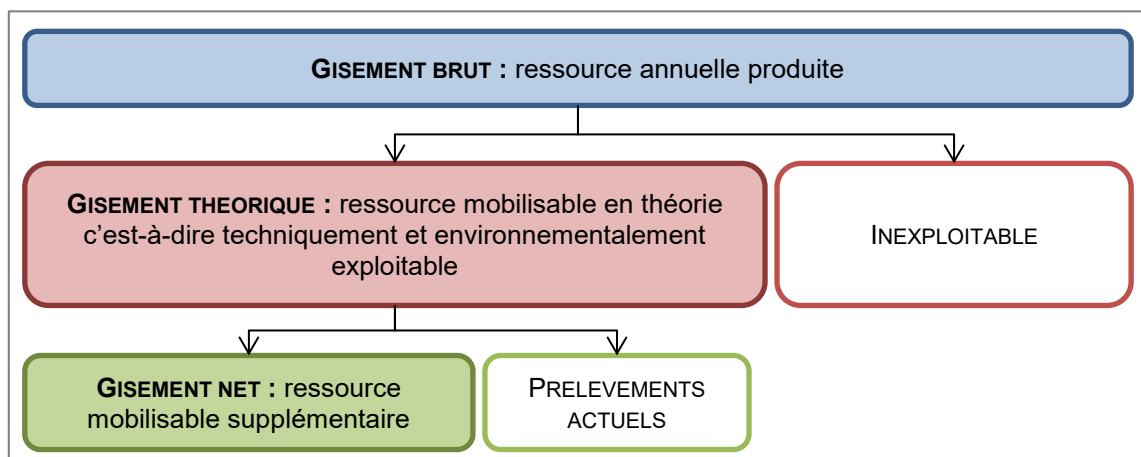 GISEMENT BRUT : ressource annuelle produite
GISEMENT THEORIQUE : ressource mobilisable en théorie
c'est-à-dire techniquement et environnementalement
exploitable
INEXPLOITABLE
GISEMENT NET : ressource
mobilisable supplémentaire
PRELEVEMENTS
ACTUELS